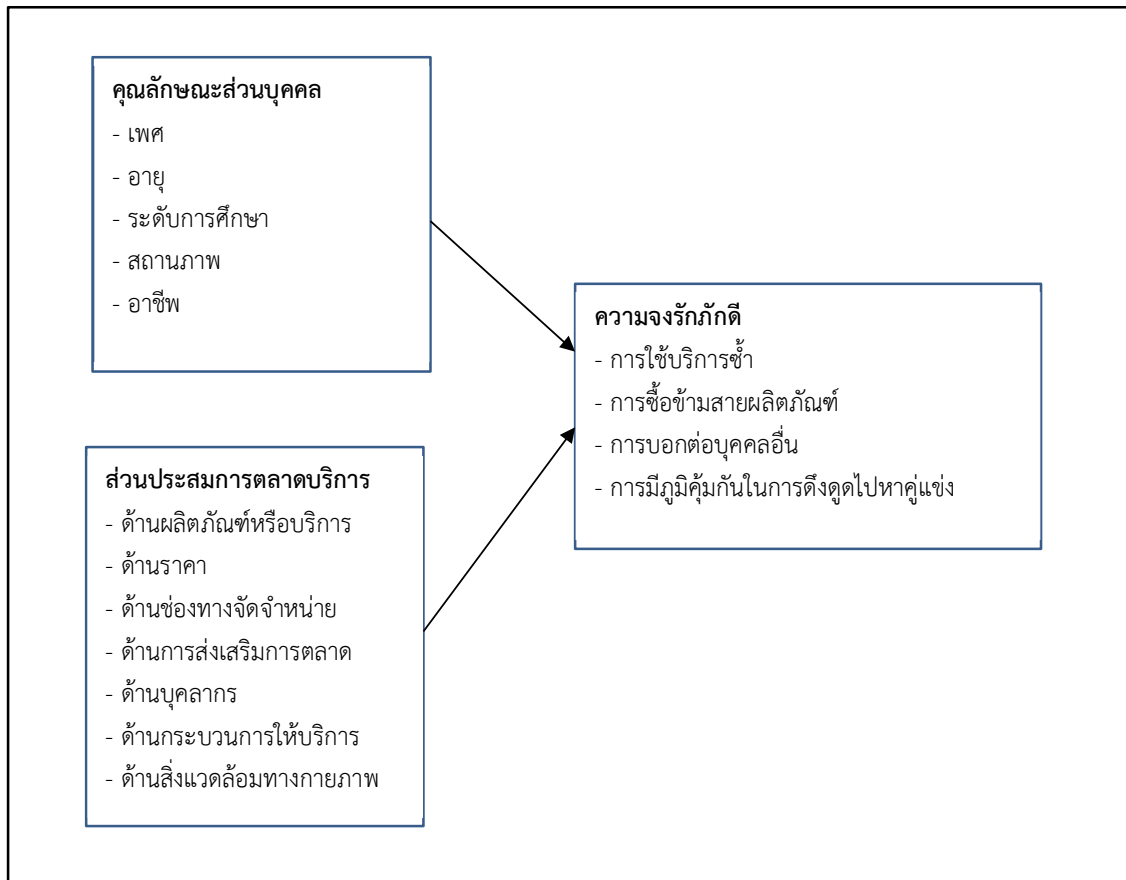 คุณลักษณะส่วนบุคคล
- เพศ
- อายุ
- ระดับการศึกษา
- สถานภาพ
- อาชีพ
ส่วนประสมการตลาดบริการ
- ด้านผลิตภัณฑ์หรือบริการ
- ด้านราคา
- ด้านช่องทางจัดจำหน่าย
- ด้านการส่งเสริมการตลาด
- ด้านบุคลากร
- ด้านกระบวนการให้บริการ
- ด้านสิ่งแวดล้อมทางกายภาพ
ความจงรักภักดี
- การใช้บริการซ้ำ
- การซื้อข้ามสายผลิตภัณฑ์
- การบอกต่อบุคคลอื่น
- การมีภูมิคุ้มกันในการดึงดูดไปหาคู่แข่ง